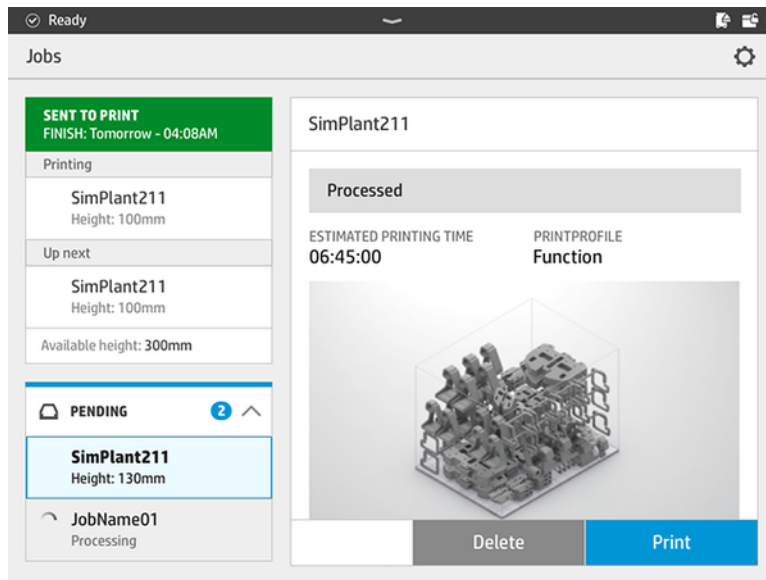 Ready
Jobs
SENT TO PRINT
FINISH: Tomorrow - 04:08AM
Printing
SimPlant211
Height: 100mm
Up next
SimPlant211
Height: 100mm
Available height: 300mm
PENDING 2
SimPlant211
Height: 130mm
JobName01
Processing
SimPlant211
Processed
ESTIMATED PRINTING TIME PRINTPROFILE
06:45:00 Function
Delete Print